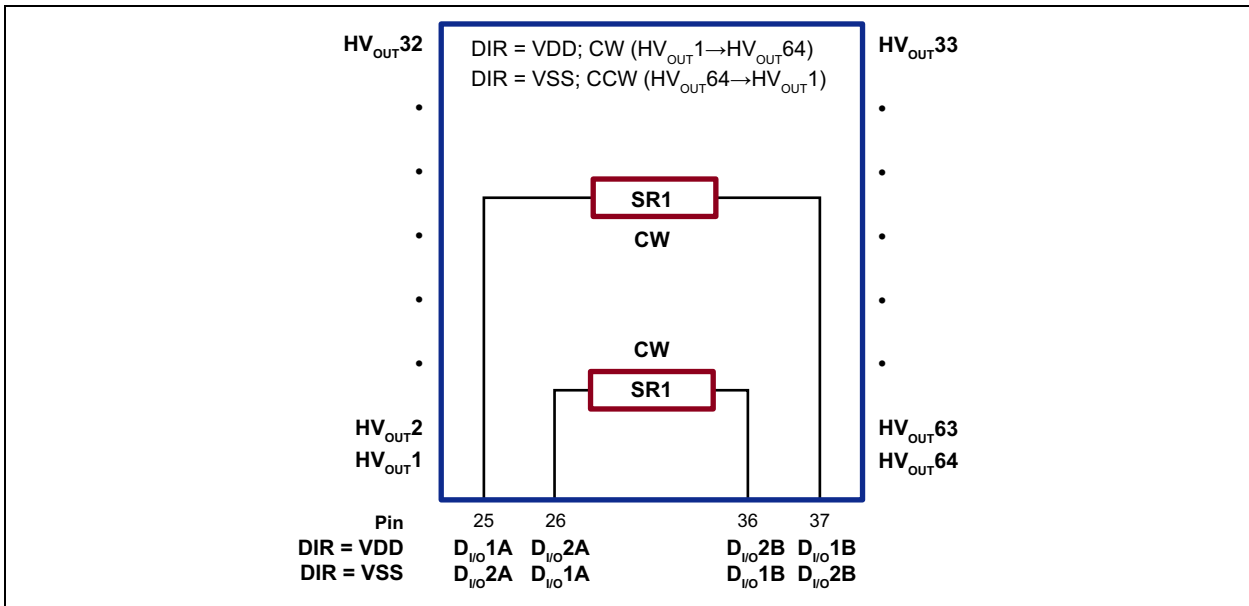 HVOUT32 DIR = VDD; CW (HVOUT1→HVOUT64) HVOUT33
DIR = VSS; CCW (HVOUT64→HVOUT1)
SR1
CW
CW
SR1
HVOUT2 HVOUT63
HVOUT1 HVOUT64
Pin 25 26 36 37
DIR = VDD DI/O1A DI/O2A DI/O2B DI/O1B
DIR = VSS DI/O2A DI/O1A DI/O1B DI/O2B